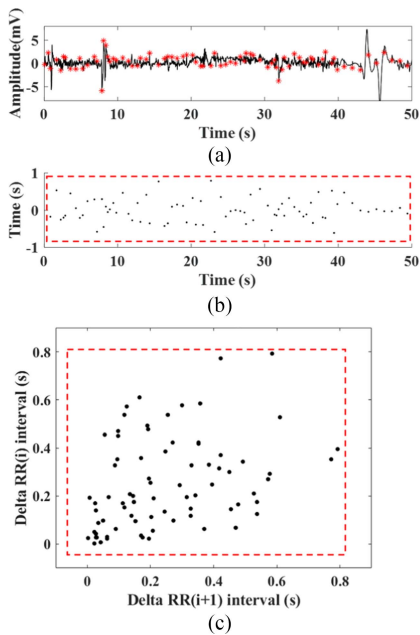 Amplitude(mV)
5
0
-5
0 10 20 30 40 50
Time (s)
(a)
Time (s)
1
0
-1
0 10 20 30 40 50
Time (s)
(b)
Delta RR(i) interval (s)
0.8
0.6
0.4
0.2
0
0 0.2 0.4 0.6 0.8
Delta RR(i+1) interval (s)
(c)